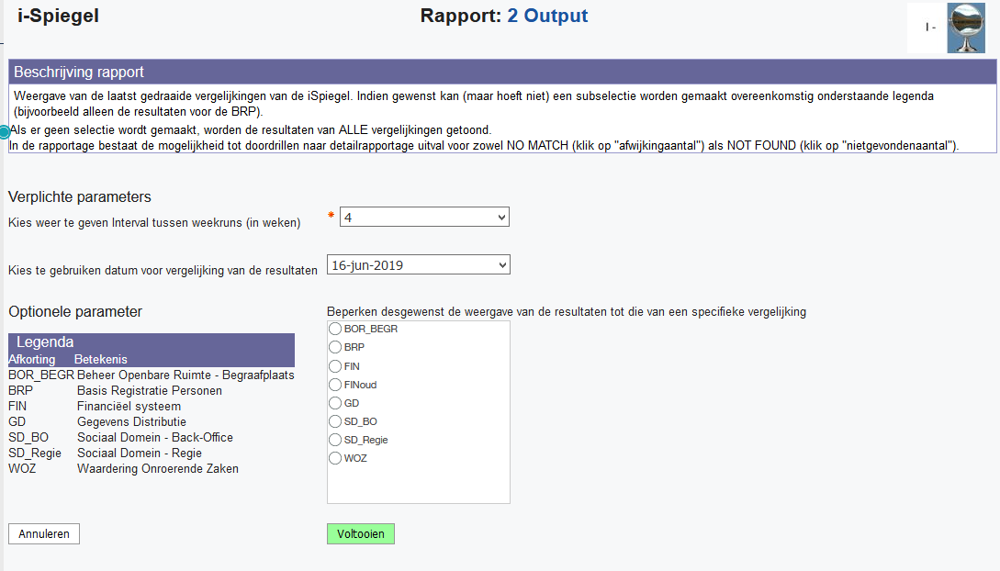 i-Spiegel
Rapport: 2 Output
I -
Beschrijving rapport
Weergave van de laatst gedraaide vergelijkingen van de iSpiegel. Indien gewenst kan (maar hoeft niet) een subselectie worden gemaakt overeenkomstig onderstaande legenda
(bijvoorbeeld alleen de resultaten voor de BRP).
Als er geen selectie wordt gemaakt, worden de resultaten van ALLE vergelijkingen getoond.
In de rapportage bestaat de mogelijkheid tot doordrillen naar detailrapportage uitval voor zowel NO MATCH (klik op "afwijkingaantal") als NOT FOUND (klik op "nietgevondenaantal").
Verplichte parameters
Kies weer te geven Interval tussen weekruns (in weken) * 4
Kies te gebruiken datum voor vergelijking van de resultaten 16-jun-2019
Optionele parameter
Legenda
Afkorting Betekenis
BOR_BEGR Beheer Openbare Ruimte - Begraafplaats
BRP Basis Registratie Personen
FIN Financiëel systeem
GD Gegevens Distributie
SD_BO Sociaal Domein - Back-Office
SD_Regie Sociaal Domein - Regie
WOZ Waardering Onroerende Zaken
Beperken desgewenst de weergave van de resultaten tot die van een specifieke vergelijking
BOR_BEGR
BRP
FIN
FINoud
GD
SD_BO
SD_Regie
WOZ
Annuleren
Voltooien